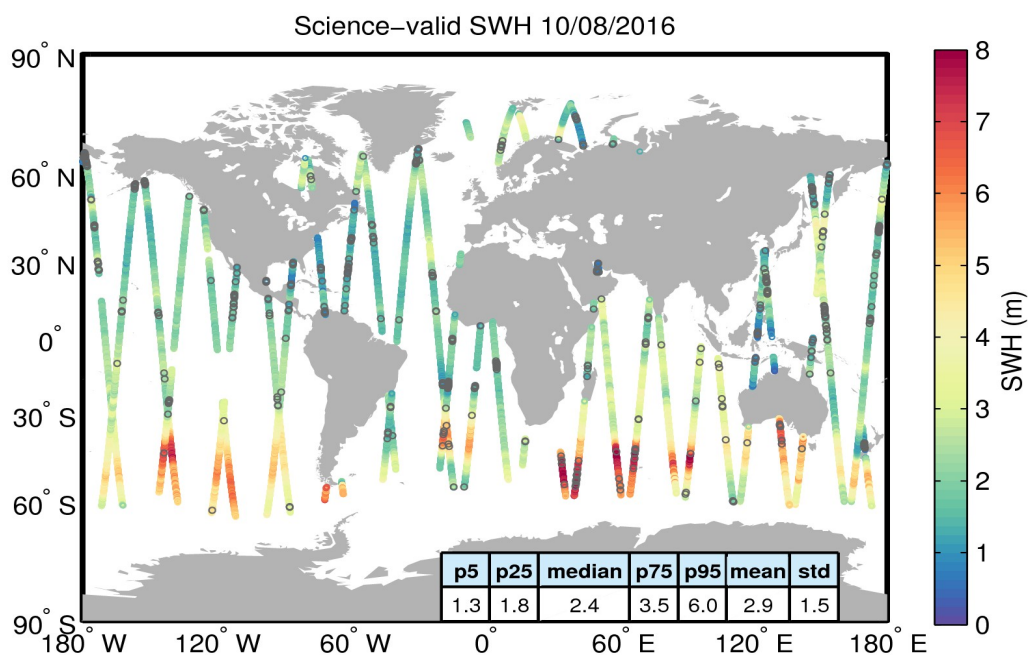 Science−valid SWH 10/08/2016
90° N
60° N
30° N
0°
30° S
60° S
90° S
180° W
120° W
60° W
0°
60° E
120° E
180° E
p5 p25 median p75 p95 mean std
1.3 1.8 2.4 3.5 6.0 2.9 1.5
8
7
6
5
4
3
2
1
0
SWH (m)